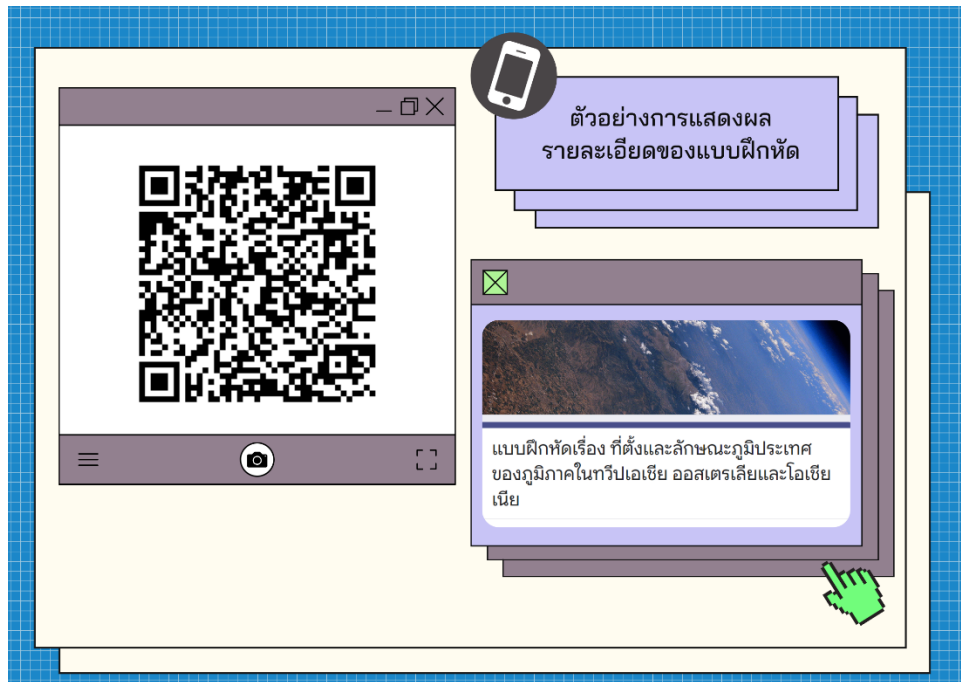 ตัวอย่างการแสดงผล
รายละเอียดของแบบฝึกหัด
แบบฝึกหัดเรื่อง ที่ตั้งและลักษณะภูมิประเทศ
ของภูมิภาคในทวีปเอเชีย ออสเตรเลียและโอเชีย
เนีย